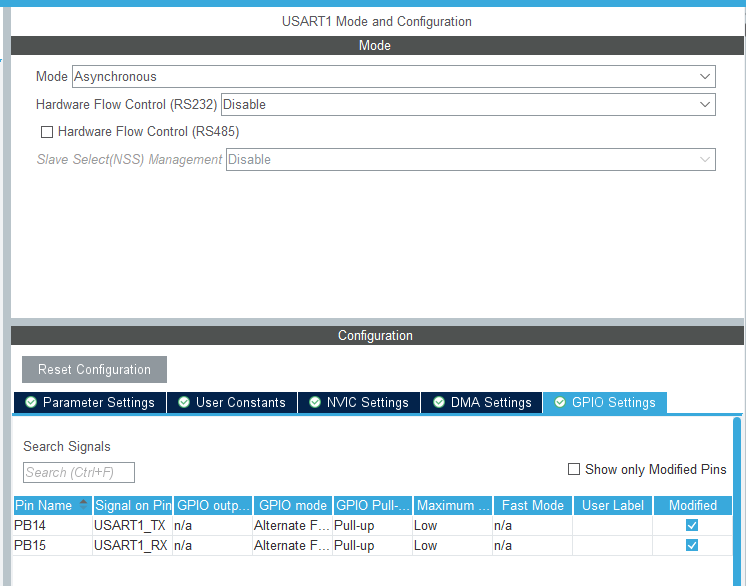 USART1 Mode and Configuration
Mode
Mode Asynchronous
Hardware Flow Control (RS232) Disable
Hardware Flow Control (RS485)
Slave Select(NSS) Management Disable
Configuration
Reset Configuration
Parameter Settings User Constants NVIC Settings DMA Settings GPIO Settings
Search Signals
Search (Ctrl+F) Show only Modified Pins
Pin Name Signal on Pin GPIO outp... GPIO mode GPIO Pull-... Maximum ... Fast Mode User Label Modified
PB14 USART1_TX n/a Alternate F... Pull-up Low n/a
PB15 USART1_RX n/a Alternate F... Pull-up Low n/a